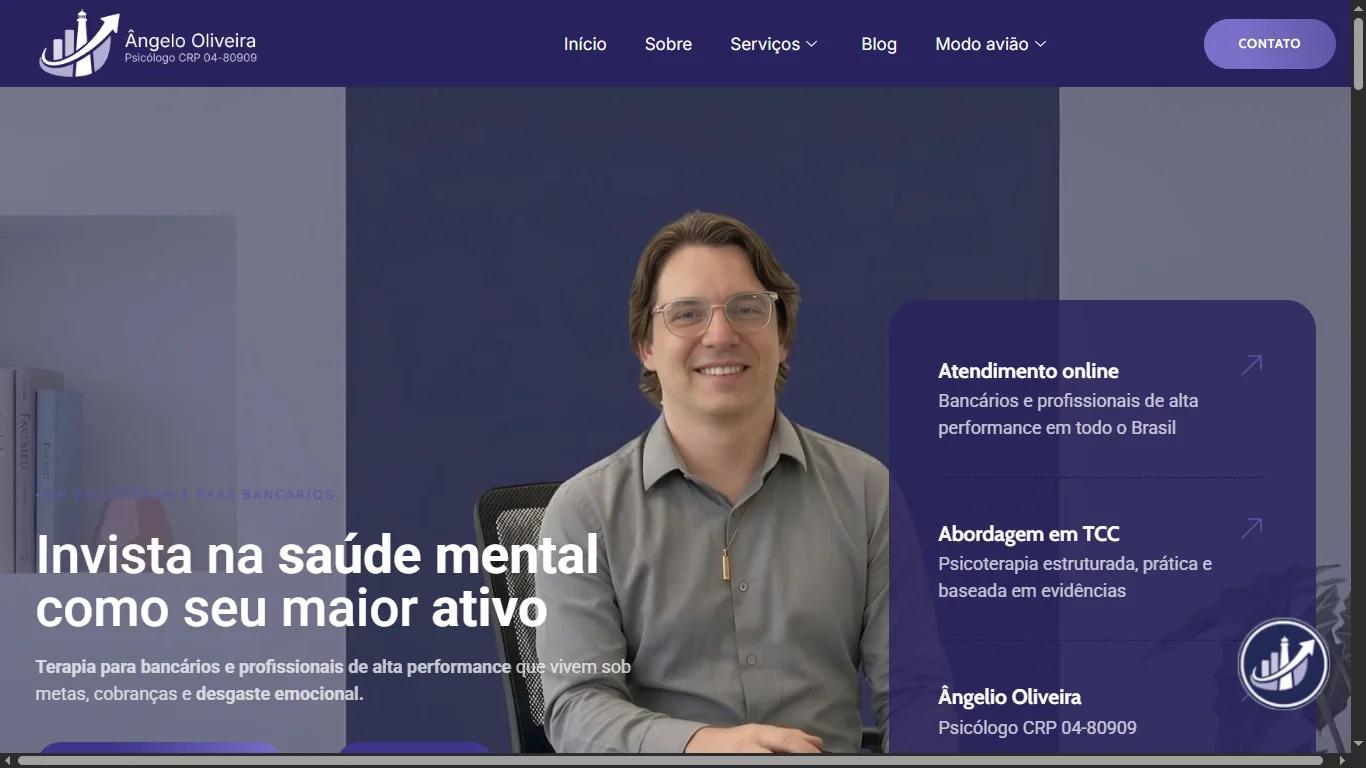 Ângelo Oliveira
Psicólogo CRP 04-80909
Início
Sobre
Serviços
Blog
Modo avião
CONTATO
Atendimento online
Bancários e profissionais de alta
performance em todo o Brasil
PARA BANCÁRIOS
Invista na saúde mental
como seu maior ativo
Abordagem em TCC
Psicoterapia estruturada, prática e
baseada em evidências
Terapia para bancários e profissionais de alta performance que vivem sob
metas, cobranças e desgaste emocional.
Ângelio Oliveira
Psicólogo CRP 04-80909